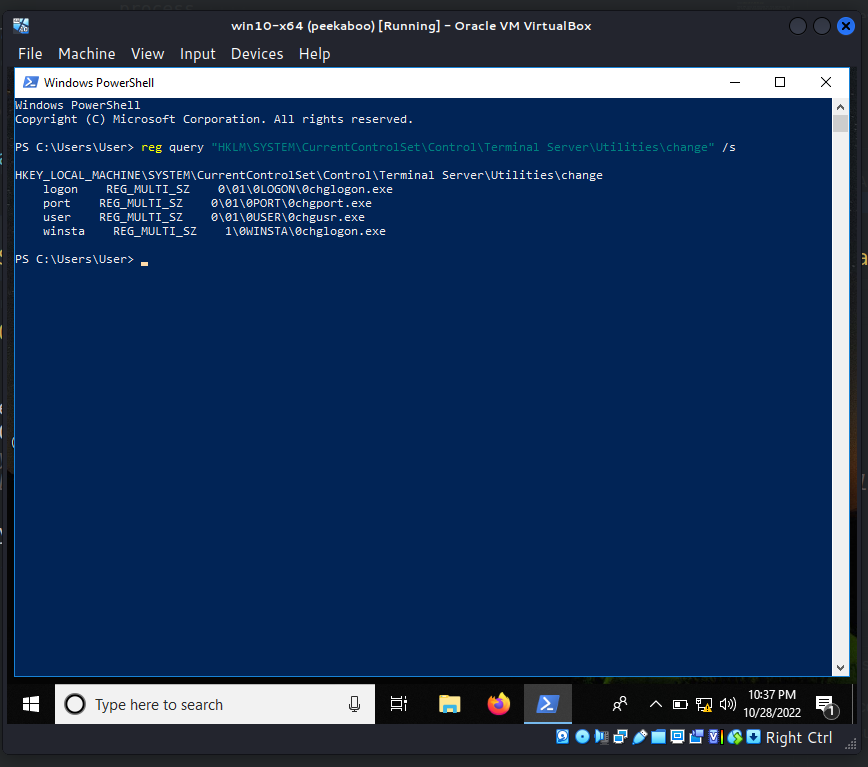 win10-x64 (peekaboo) [Running] - Oracle VM VirtualBox
File Machine View Input Devices Help
Windows PowerShell
Windows PowerShell
Copyright (C) Microsoft Corporation. All rights reserved.
PS C:\Users\User> reg query "HKLM\SYSTEM\CurrentControlSet\Control\Terminal Server\Utilities\change" /s
HKEY_LOCAL_MACHINE\SYSTEM\CurrentControlSet\Control\Terminal Server\Utilities\change
logon    REG_MULTI_SZ    0\01\0LOGON\0chglogon.exe
port    REG_MULTI_SZ    0\01\0PORT\0chgport.exe
user    REG_MULTI_SZ    0\01\0USER\0chgusr.exe
winsta    REG_MULTI_SZ    1\0WINSTA\0chglogon.exe
PS C:\Users\User>
Type here to search
10:37 PM
10/28/2022
1
Right Ctrl